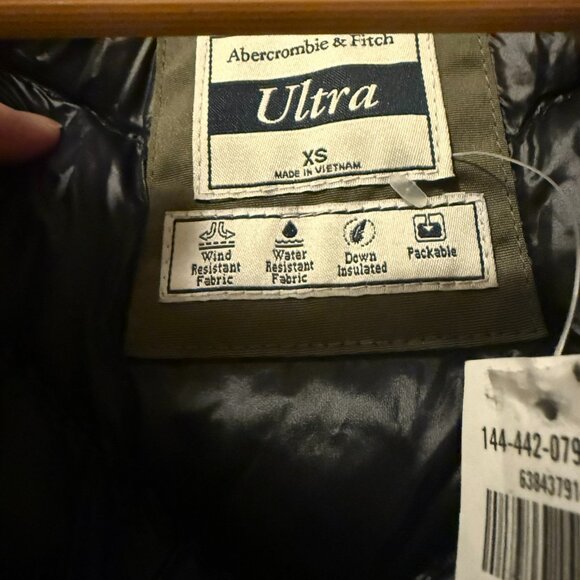 Abercrombie & Fitch
Ultra
XS
MADE IN VIETNAM
Wind
Resistant
Fabric
Water
Resistant
Fabric
Down
Insulated
Packable
144-442-079
63843791